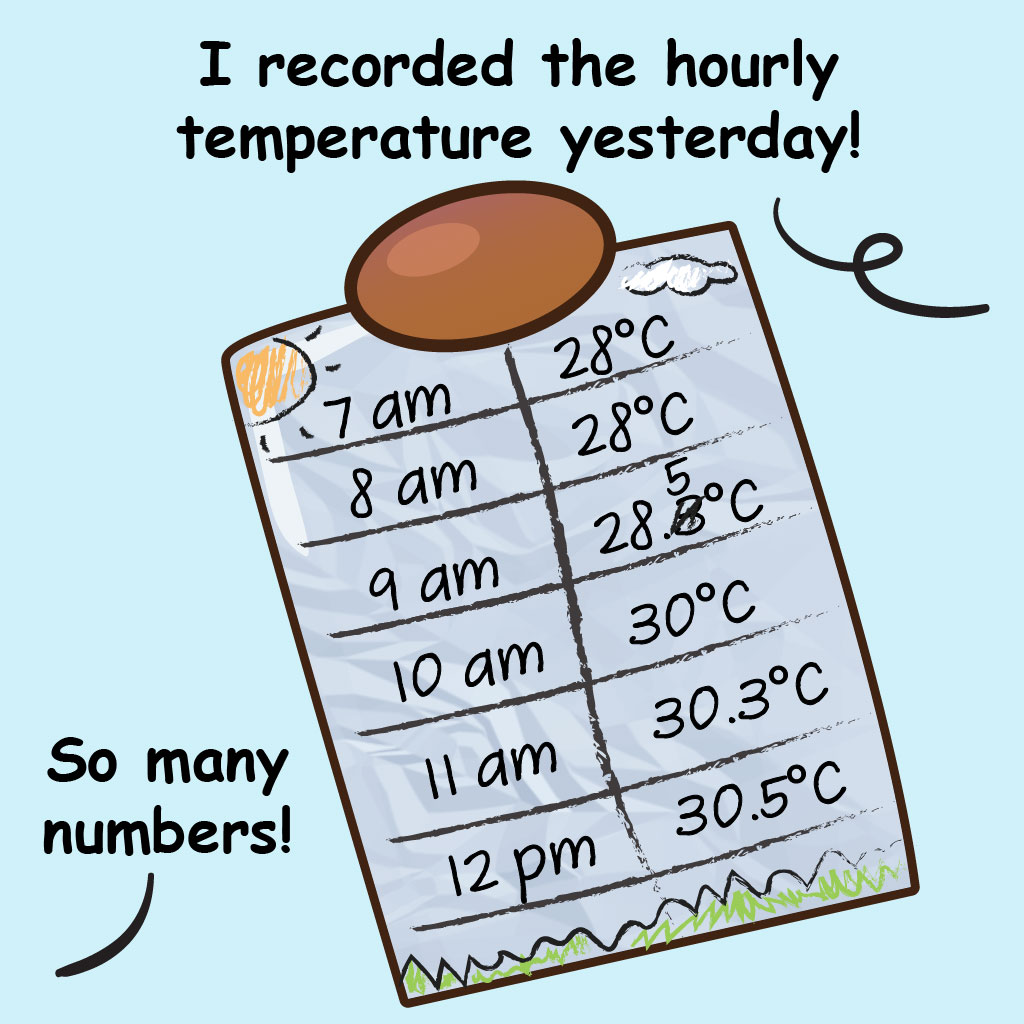 I recorded the hourly
temperature yesterday!
7 am 28°C
8 am 28°C
9 am 28.5°C
10 am 30°C
11 am 30.3°C
12 pm 30.5°C
So many
numbers!